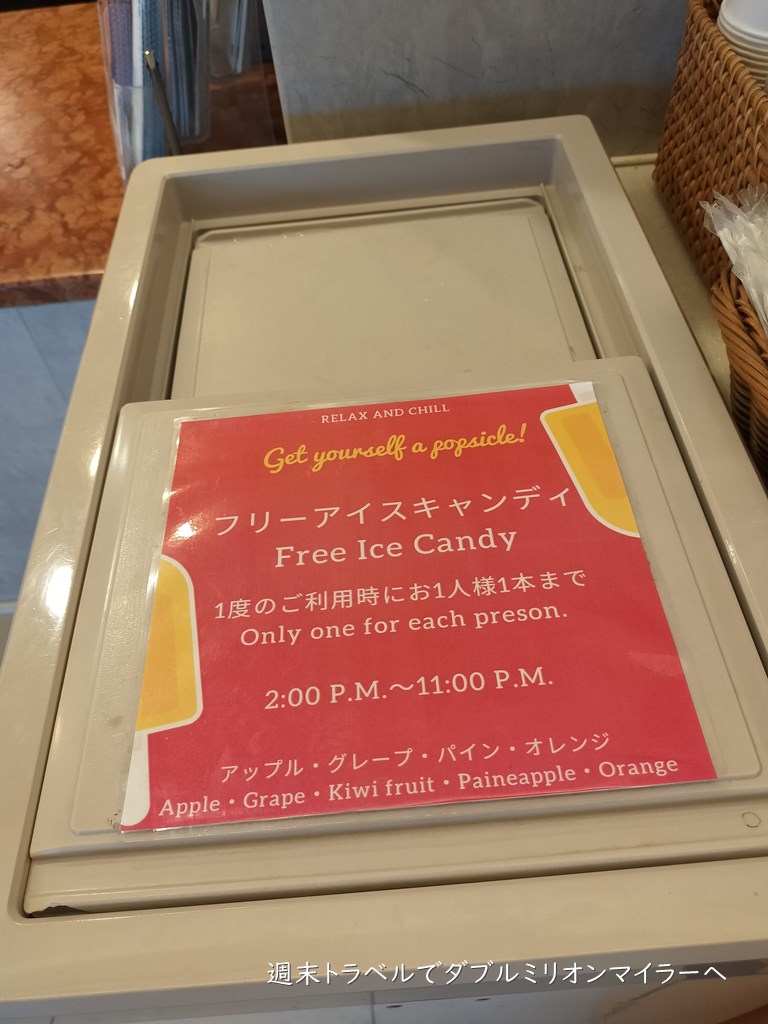 RELAX AND CHILL
Get yourself a popsicle!
フリーアイスキャンディ
Free Ice Candy
1度のご利用時にお1人様1本まで
Only one for each preson.
2:00 P.M.〜11:00 P.M.
アップル・グレープ・パイン・オレンジ
Apple・Grape・Kiwi fruit・Paineapple・Orange
週末トラベルでダブルミリオンマイラーへ